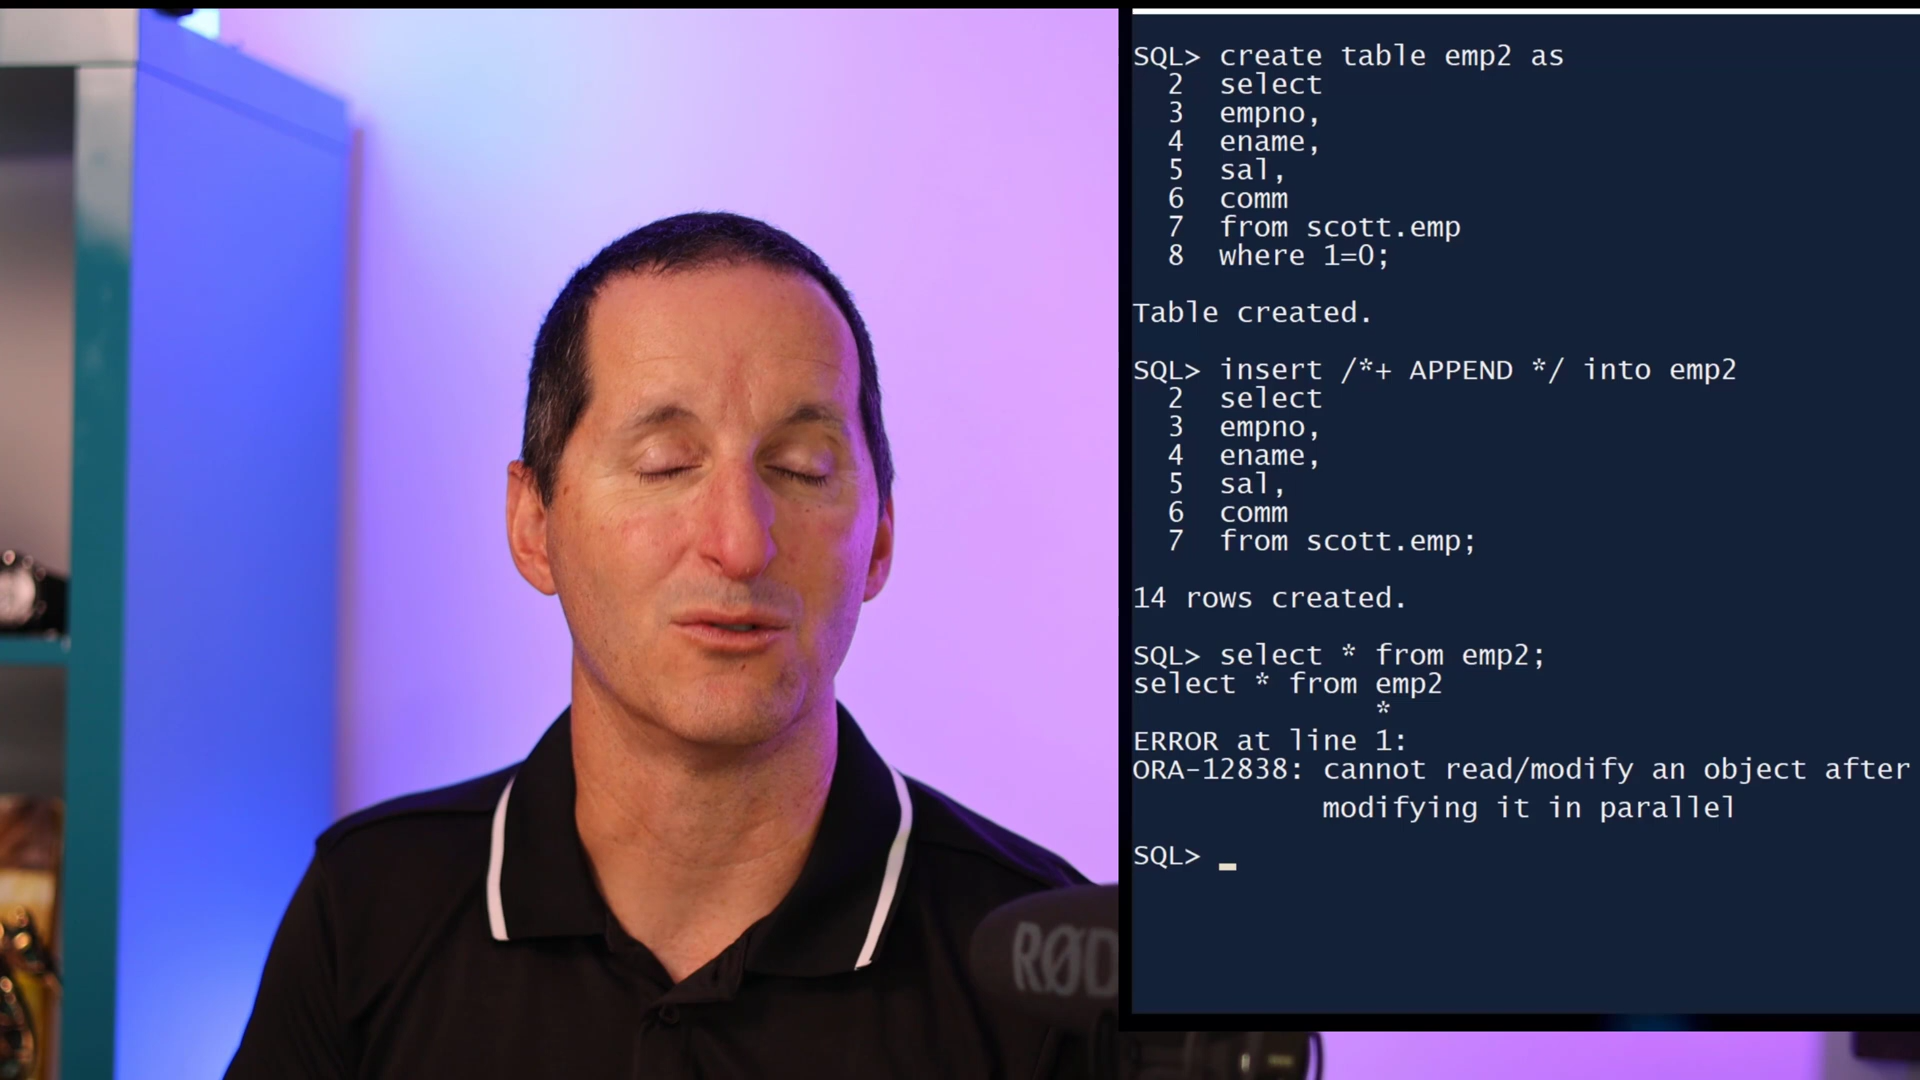 SQL> create table emp2 as
2 select
3 empno,
4 ename,
5 sal,
6 comm
7 from scott.emp
8 where 1=0;
Table created.
SQL> insert /*+ APPEND */ into emp2
2 select
3 empno,
4 ename,
5 sal,
6 comm
7 from scott.emp;
14 rows created.
SQL> select * from emp2;
select * from emp2
*
ERROR at line 1:
ORA-12838: cannot read/modify an object after
modifying it in parallel
SQL> _
RØD